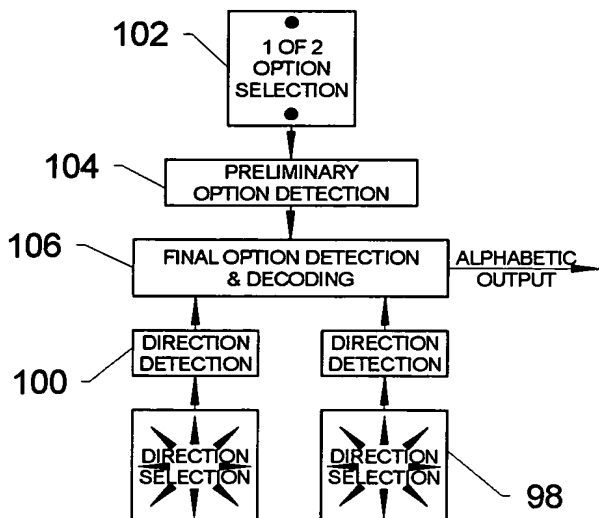 102
1 OF 2
OPTION
SELECTION
104
PRELIMINARY
OPTION DETECTION
106
FINAL OPTION DETECTION
& DECODING
ALPHABETIC
OUTPUT
100
DIRECTION
DETECTION
DIRECTION
DETECTION
DIRECTION
SELECTION
DIRECTION
SELECTION
98